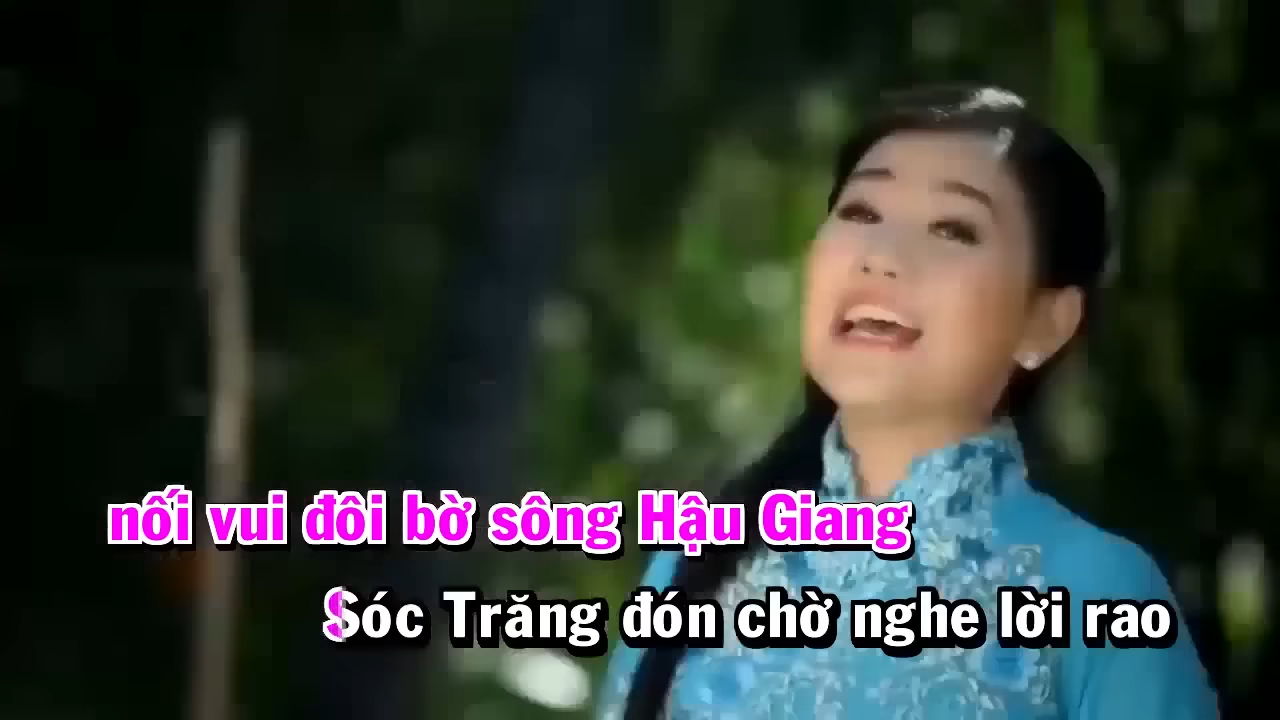 nối vui đôi bờ sông Hậu Giang
Sóc Trăng đón chờ nghe lời rao